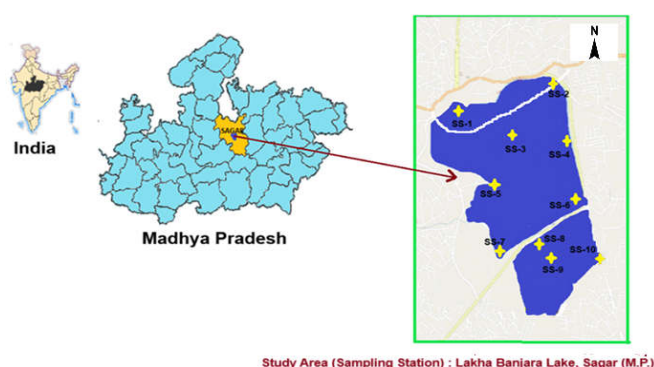 India
SAGAR
Madhya Pradesh
N
SS-2
SS-1
SS-3
SS-4
SS-5
SS-6
SS-7
SS-8
SS-10
SS-9
Study Area (Sampling Station) : Lakha Banjara Lake, Sagar (M.P.)